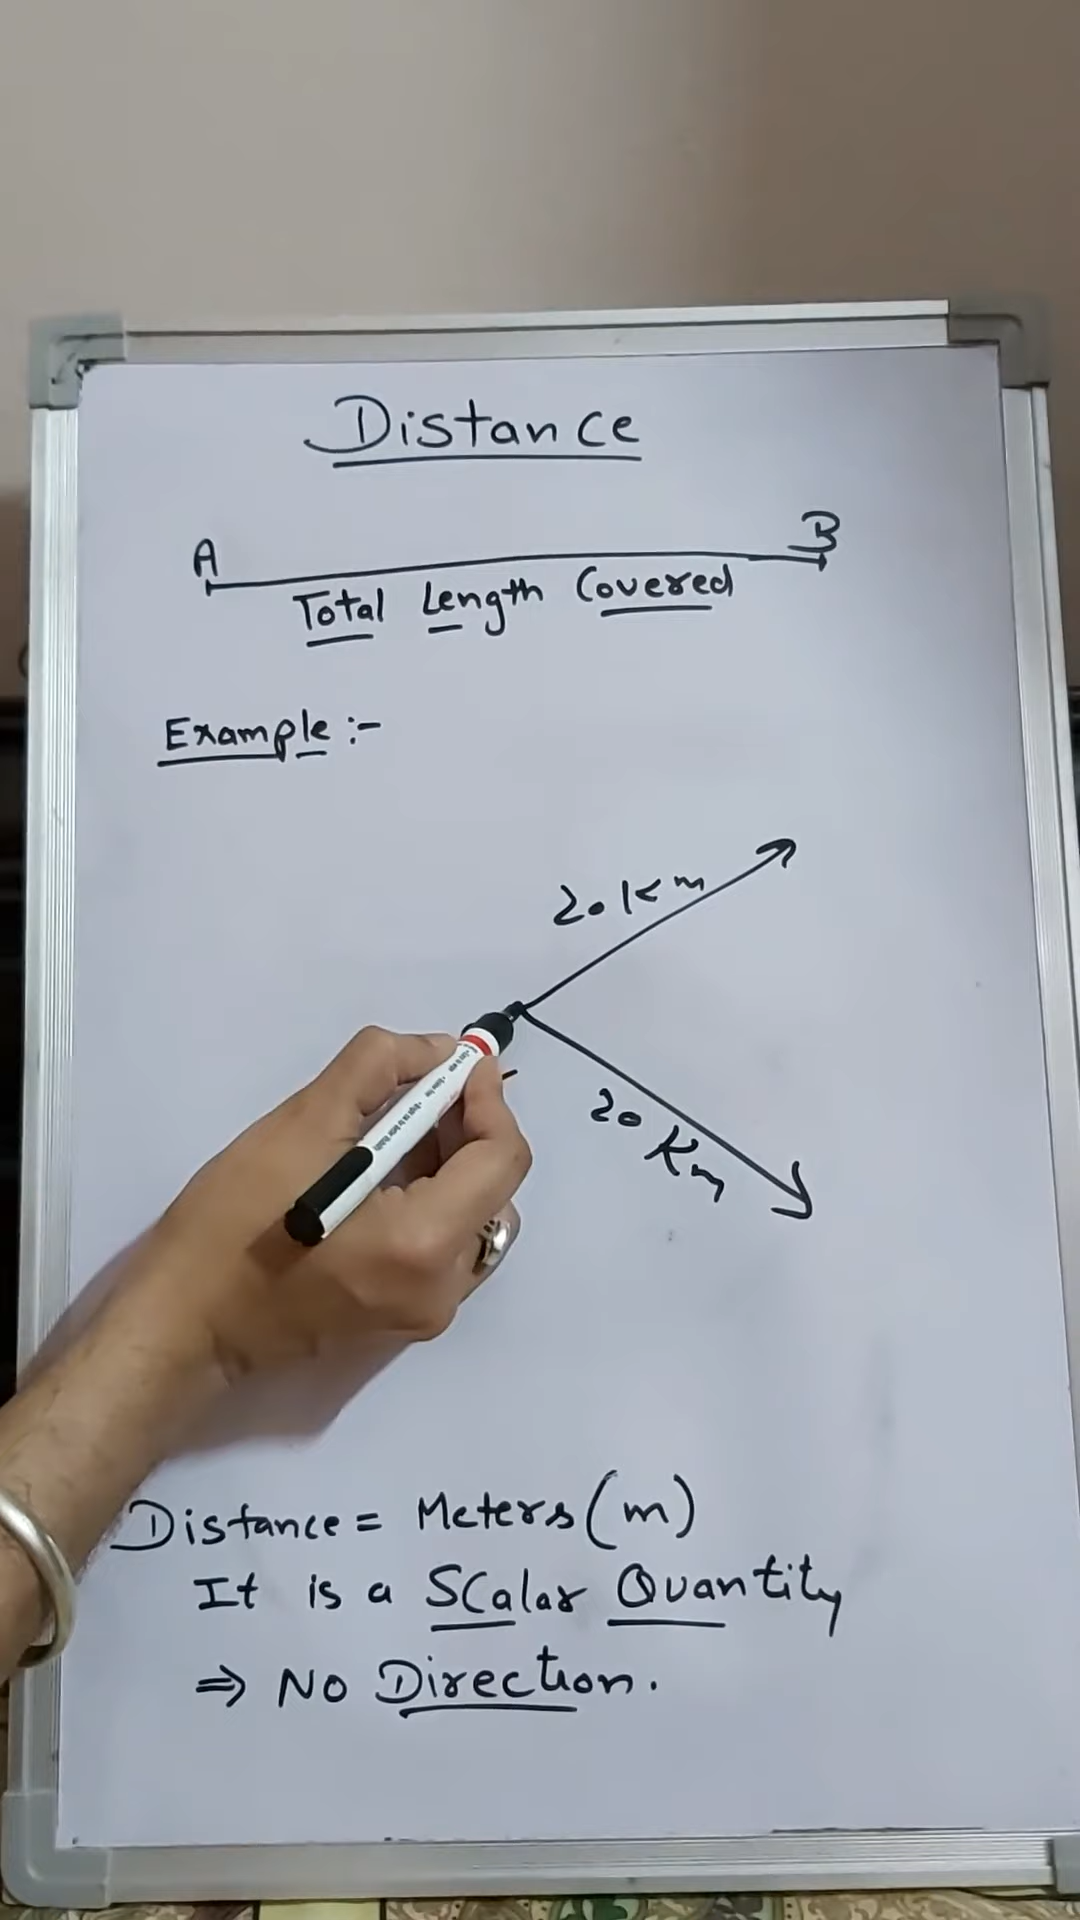 Distance
A B
Total Length Covered
Example :-
20 Km
20 Km
Distance = Meters (m)
It is a Scalar Quantity
⇒ No Direction.